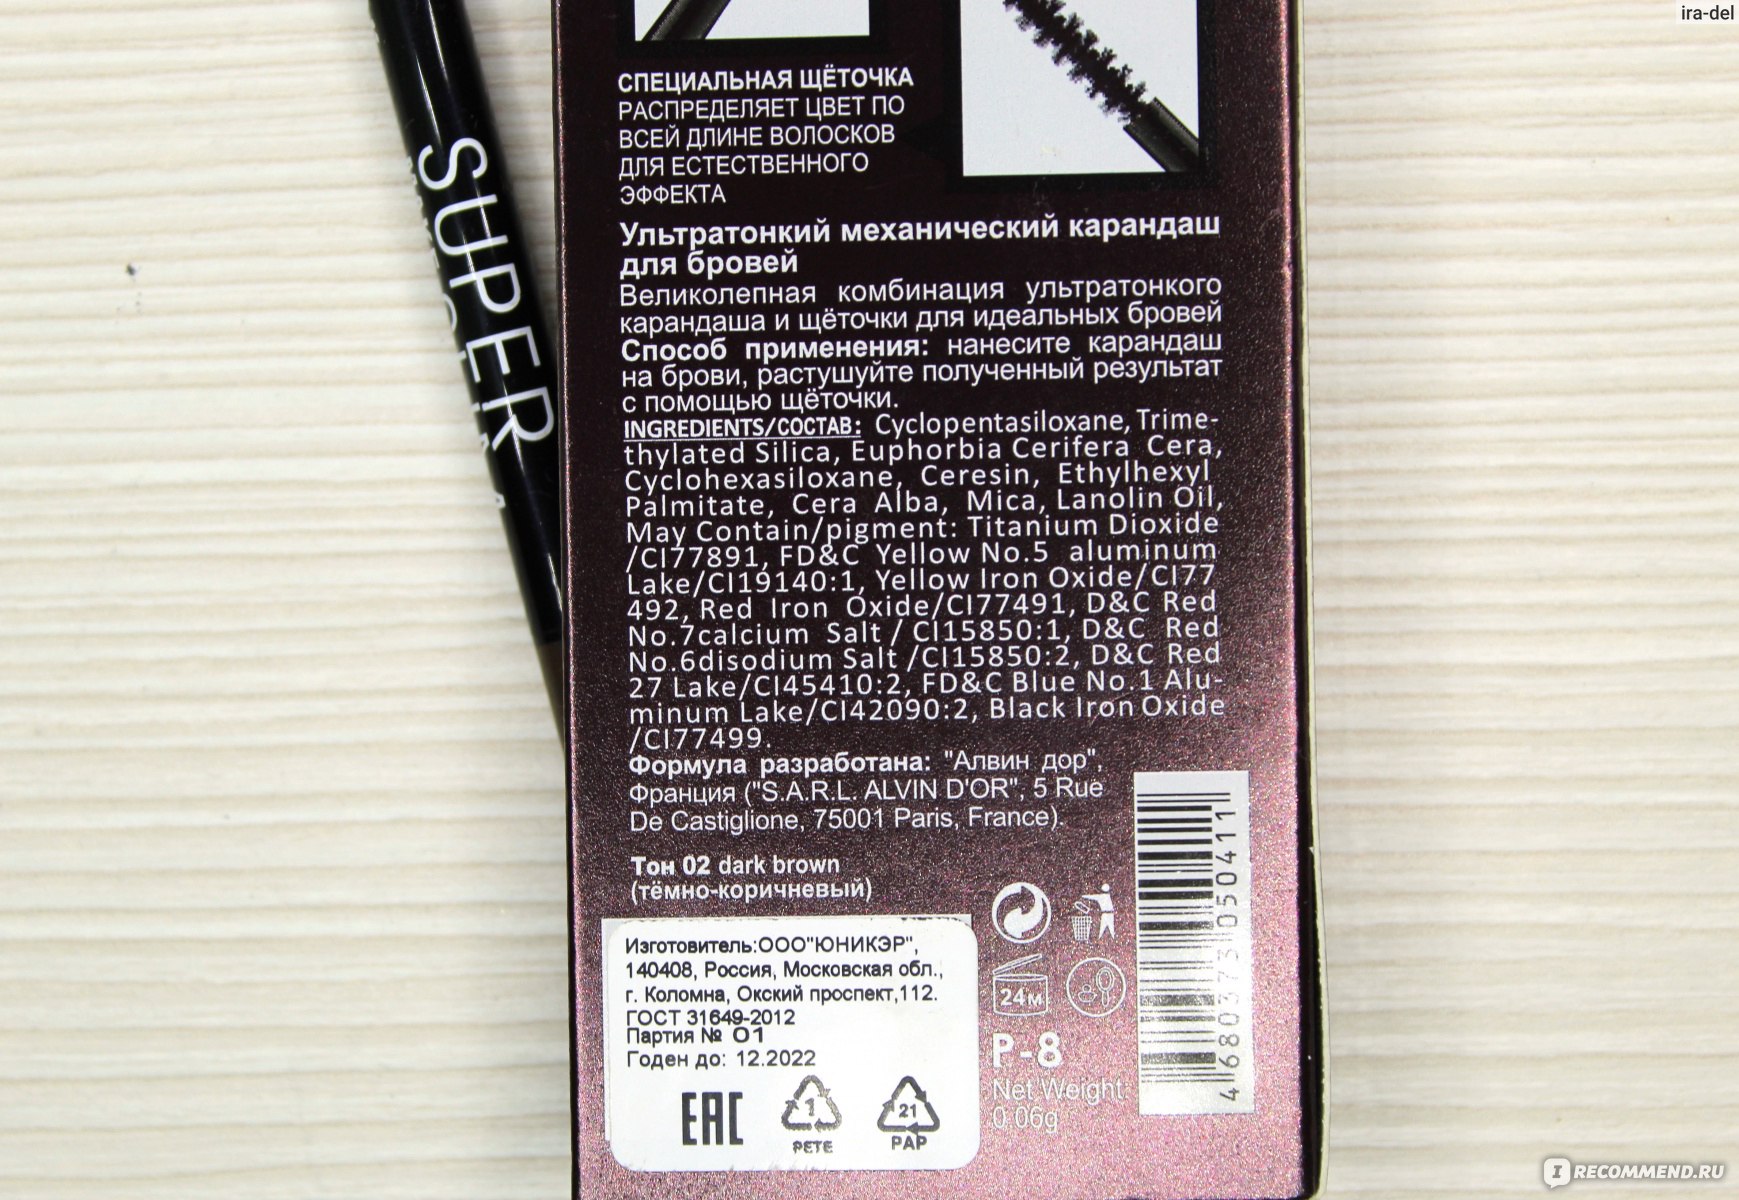 ira-del
SUPER
СПЕЦИАЛЬНАЯ ЩЁТОЧКА
РАСПРЕДЕЛЯЕТ ЦВЕТ ПО
ВСЕЙ ДЛИНЕ ВОЛОСКОВ
ДЛЯ ЕСТЕСТВЕННОГО
ЭФФЕКТА
Ультратонкий механический карандаш
для бровей
Великолепная комбинация ультратонкого
карандаша и щёточки для идеальных бровей
Способ применения: нанесите карандаш
на брови, растушуйте полученный результат
с помощью щёточки.
INGREDIENTS/СОСТАВ: Cyclopentasiloxane, Trime-
thylated Silica, Euphorbia Cerifera Cera,
Cyclohexasiloxane, Ceresin, Ethylhexyl
Palmitate, Cera Alba, Mica, Lanolin Oil,
May Contain/pigment: Titanium Dioxide
/CI77891, FD&C Yellow No.5 aluminum
Lake/CI19140:1, Yellow Iron Oxide/CI77
492, Red Iron Oxide/CI77491, D&C Red
No.7calcium Salt / CI15850:1, D&C Red
No.6disodium Salt /CI15850:2, D&C Red
27 Lake/CI45410:2, FD&C Blue No.1 Alu-
minum Lake/CI42090:2, Black Iron Oxide
/CI77499.
Формула разработана: "Алвин дор",
Франция ("S.A.R.L. ALVIN D'OR", 5 Rue
De Castiglione, 75001 Paris, France).
Тон 02 dark brown
(тёмно-коричневый)
Изготовитель:ООО"ЮНИКЭР",
140408, Россия, Московская обл.,
г. Коломна, Окский проспект,112.
ГОСТ 31649-2012
Партия № 01
Годен до: 12.2022
EAC
1
PETE
21
PAP
24м
P-8
Net Weight:
0.06g
4 680373 050411
IRECOMMEND.RU